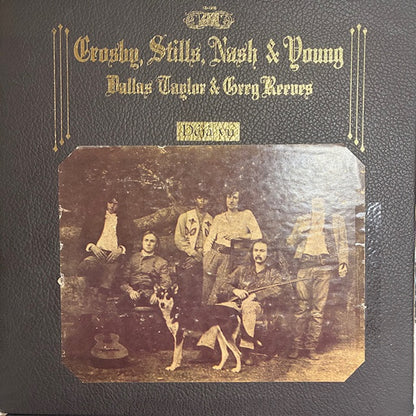 Crosby, Stills, Nash & Young
Dallas Taylor & Greg Reeves
Déjà vu